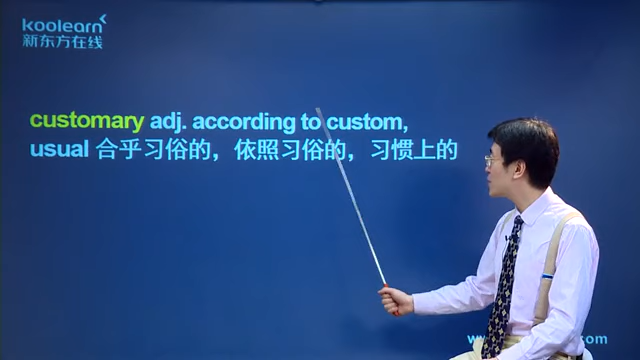 koolearn
新东方在线
customary adj. according to custom,
usual 合乎习俗的，依照习俗的，习惯上的
.com